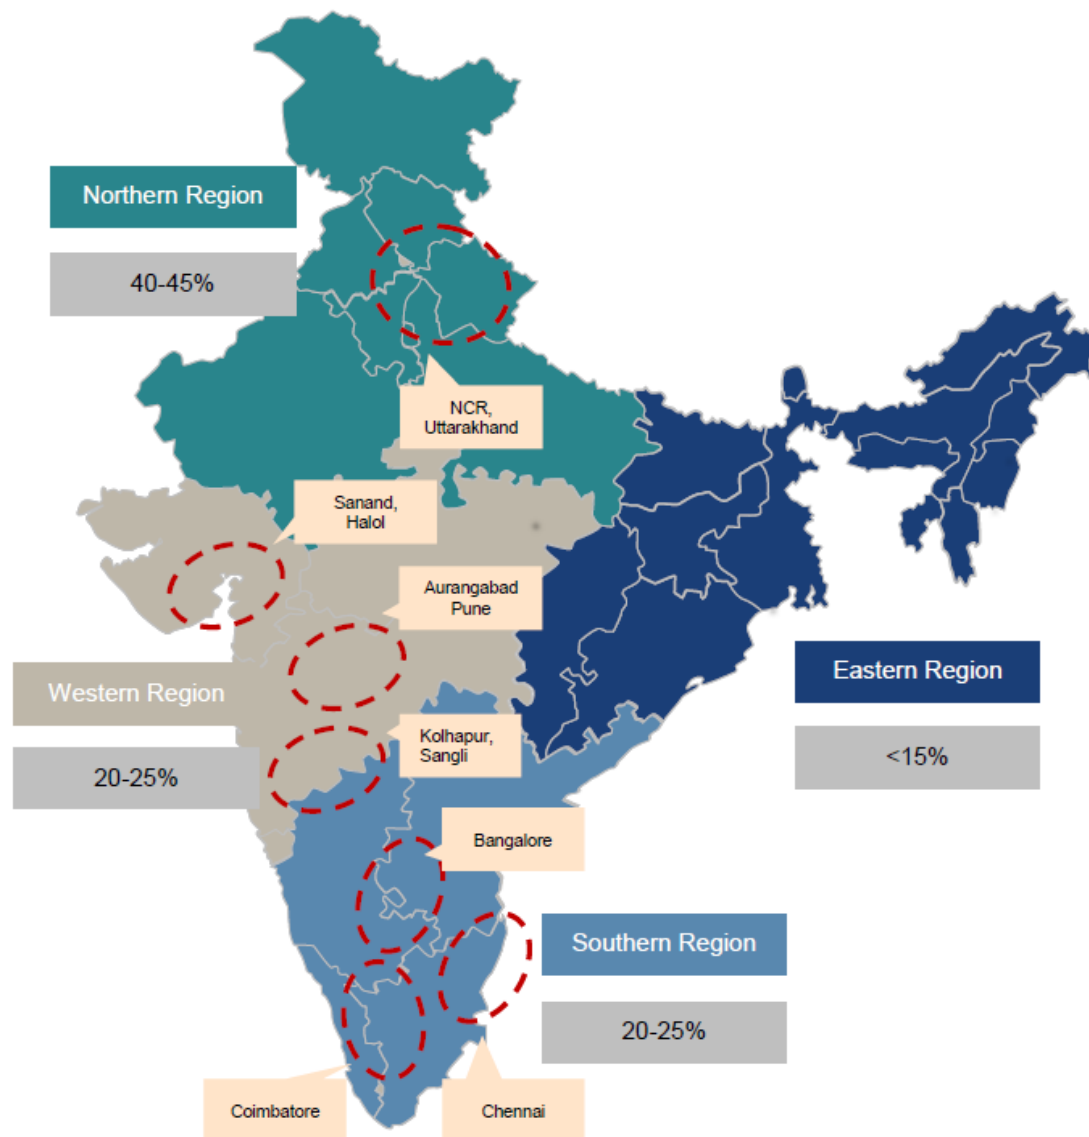 Northern Region
40-45%
NCR,
Uttarakhand
Sanand,
Halol
Aurangabad
Pune
Western Region
20-25%
Kolhapur,
Sangli
Eastern Region
<15%
Bangalore
Southern Region
20-25%
Coimbatore
Chennai